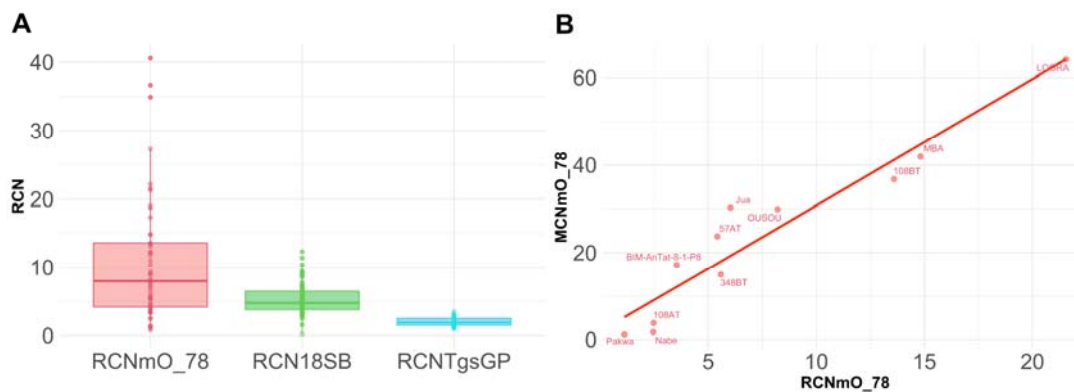 A
RCN
40
30
20
10
0
RCNmO_78
RCN18SB
RCNTgsGP
B
MCNmO_78
60
40
20
0
LOGRA
MBA
108BT
Jua
OUSOU
57AT
BIM-AnTat-8-1-P8
348BT
108AT
Pakwa
Nabe
5
10
15
20
RCNmO_78